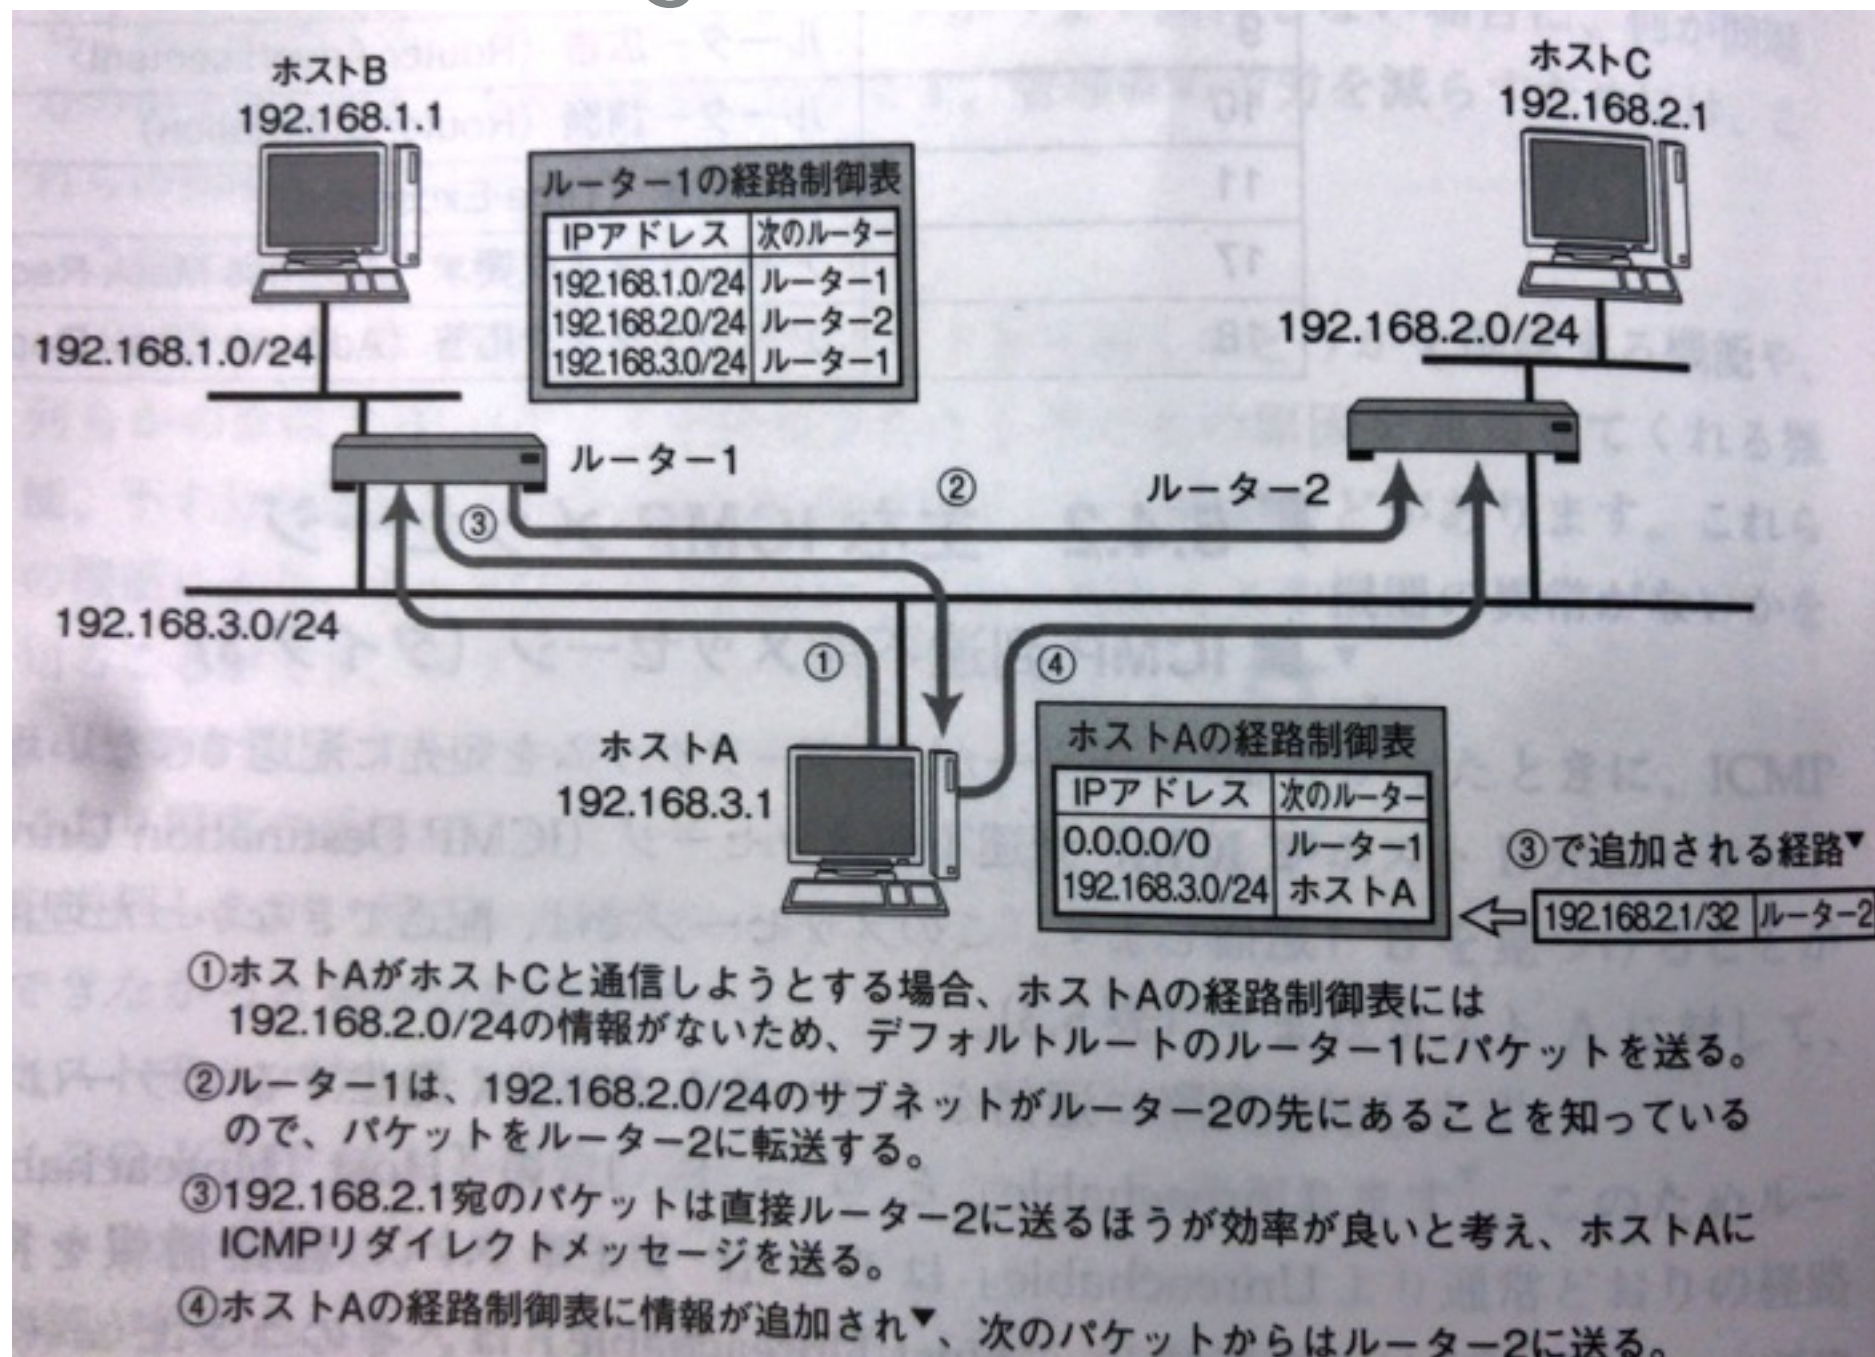 ホストB
192.168.1.1
ホストC
192.168.2.1
ルーター1の経路制御表
IPアドレス 次のルーター
192.168.1.0/24 ルーター1
192.168.2.0/24 ルーター2
192.168.3.0/24 ルーター1
192.168.1.0/24
192.168.2.0/24
ルーター1
②
ルーター2
③
192.168.3.0/24
①
④
ホストA
192.168.3.1
ホストAの経路制御表
IPアドレス 次のルーター
0.0.0.0/0 ルーター1
192.168.3.0/24 ホストA
③で追加される経路▼
192.168.2.1/32 ルーター2
①ホストAがホストCと通信しようとする場合、ホストAの経路制御表には
192.168.2.0/24の情報がないため、デフォルトルートのルーター1にパケットを送る。
②ルーター1は、192.168.2.0/24のサブネットがルーター2の先にあることを知っている
ので、パケットをルーター2に転送する。
③192.168.2.1宛のパケットは直接ルーター2に送るほうが効率が良いと考え、ホストAに
ICMPリダイレクトメッセージを送る。
④ホストAの経路制御表に情報が追加され▼、次のパケットからはルーター2に送る。